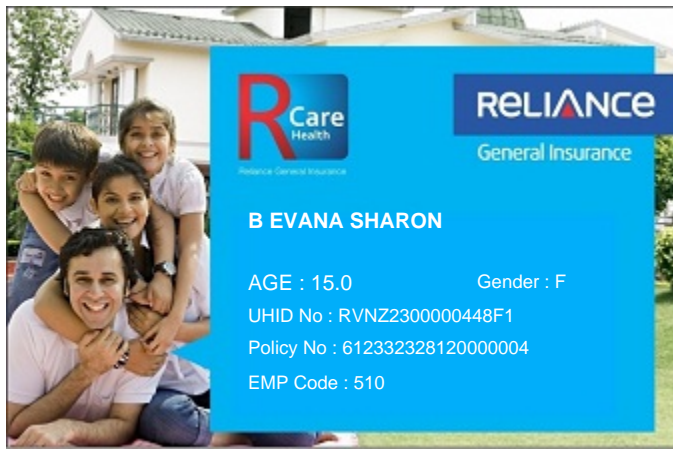 R Care
Health
Reliance General Insurance
RELIANCE
General Insurance
B EVANA SHARON
AGE : 15.0 Gender : F
UHID No : RVNZ2300000448F1
Policy No : 612332328120000004
EMP Code : 510